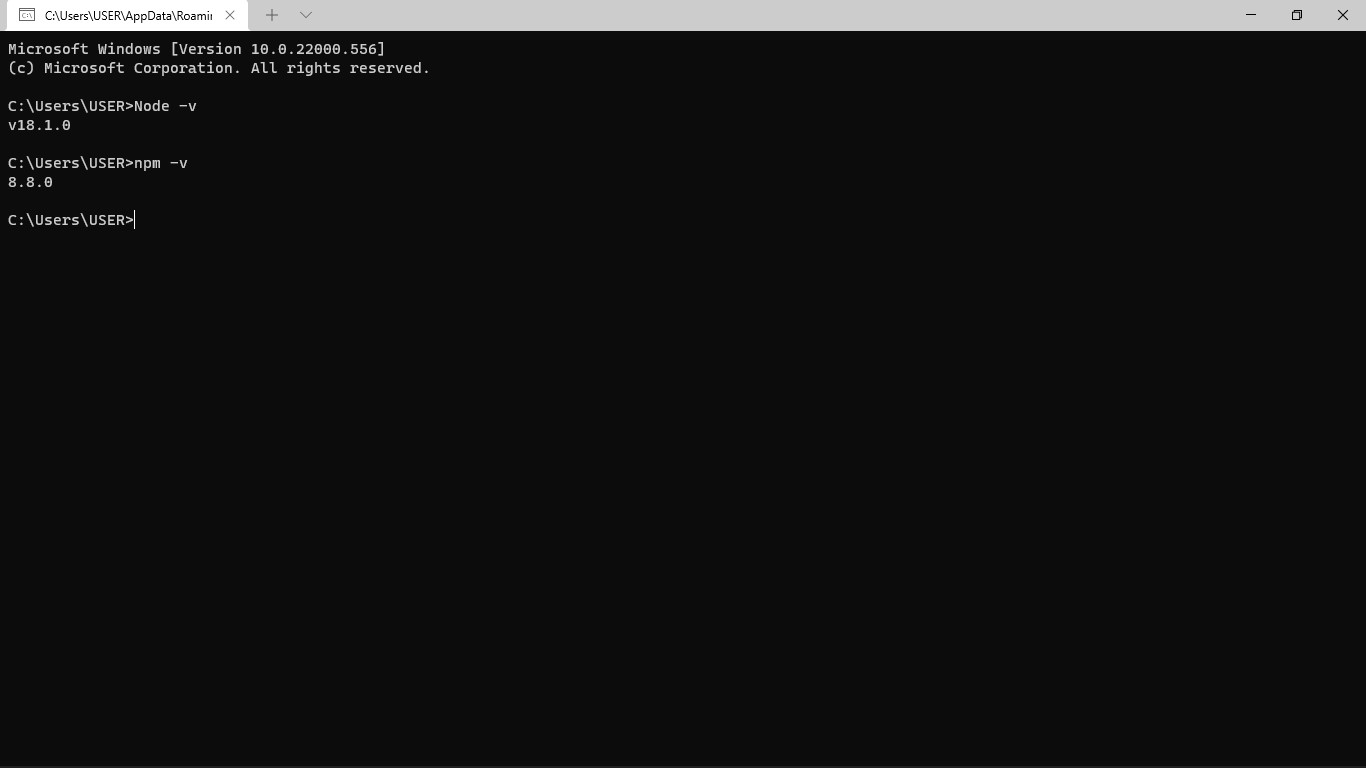 C:\Users\USER\AppData\Roamin
Microsoft Windows [Version 10.0.22000.556]
(c) Microsoft Corporation. All rights reserved.
C:\Users\USER>Node -v
v18.1.0
C:\Users\USER>npm -v
8.8.0
C:\Users\USER>